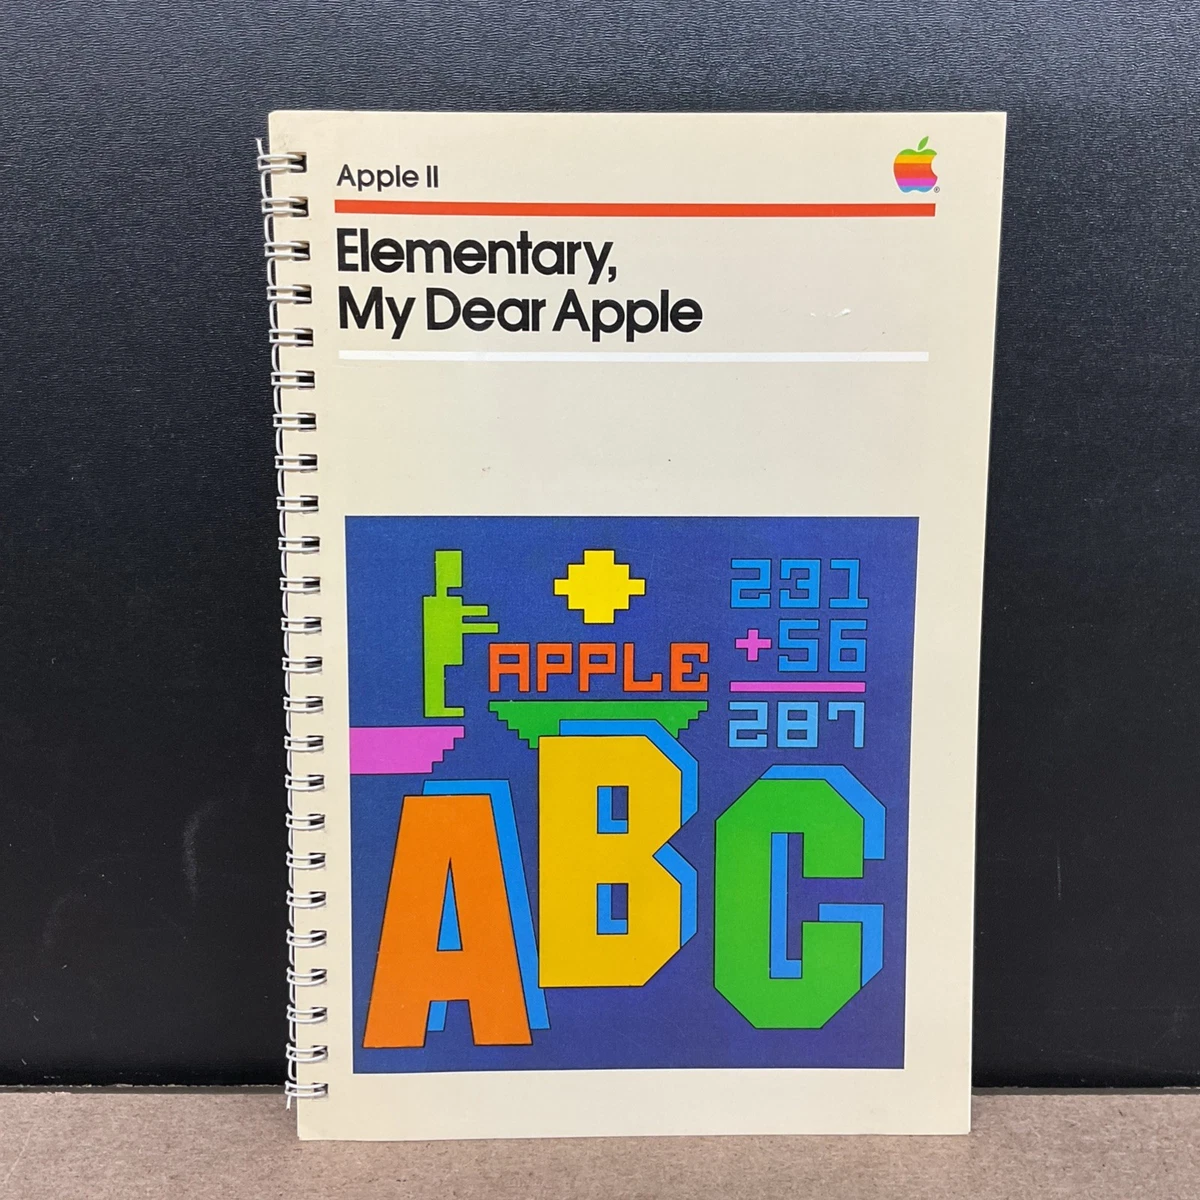 Apple II
Elementary,
My Dear Apple
APPLE
231
+56
287
ABC